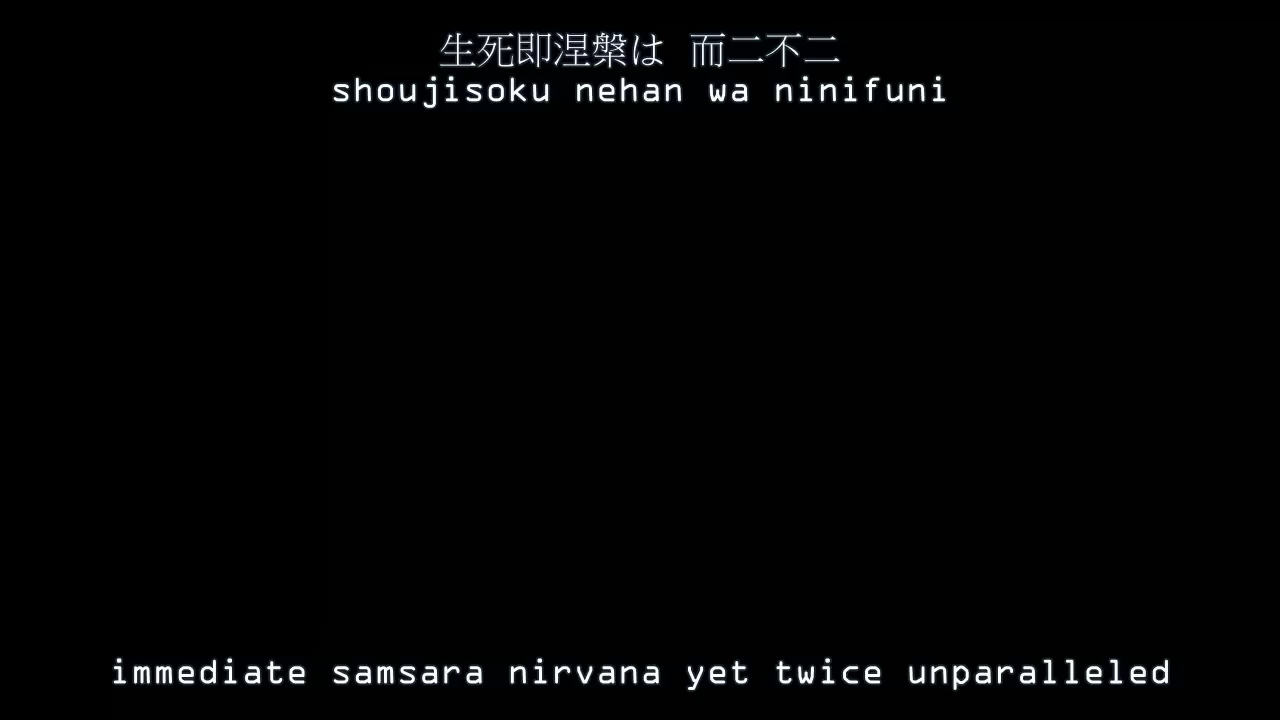 生死即涅槃は 而二不二
shoujisoku nehan wa ninifuni
immediate samsara nirvana yet twice unparalleled